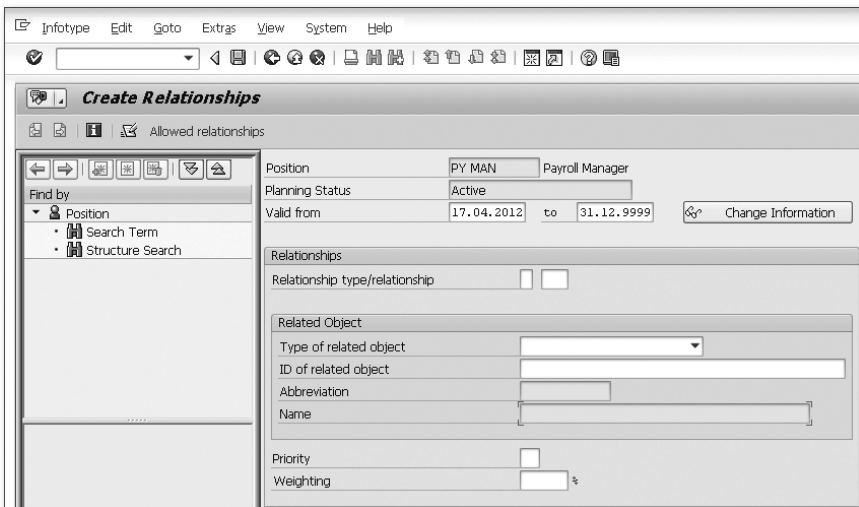 Infotype Edit Goto Extras View System Help
Create Relationships
Allowed relationships
Find by
Position
Search Term
Structure Search
Position PY MAN Payroll Manager
Planning Status Active
Valid from 17.04.2012 to 31.12.9999 Change Information
Relationships
Relationship type/relationship
Related Object
Type of related object
ID of related object
Abbreviation
Name
Priority
Weighting %